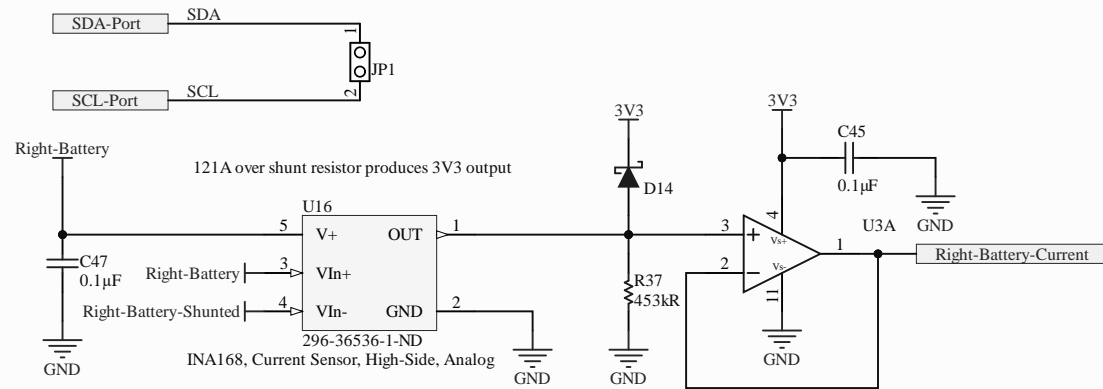 SDA-Port
SDA
1
JP1
2
SCL-Port
SCL
Right-Battery
121A over shunt resistor produces 3V3 output
3V3
3V3
C45
0.1µF
GND
D14
U16
5
V+
OUT
1
C47
0.1µF
Right-Battery
3
VIn+
Right-Battery-Shunted
4
VIn-
GND
2
296-36536-1-ND
INA168, Current Sensor, High-Side, Analog
GND
GND
R37
453kR
GND
3
2
4
Vs+
Vs-
11
U3A
1
Right-Battery-Current
GND